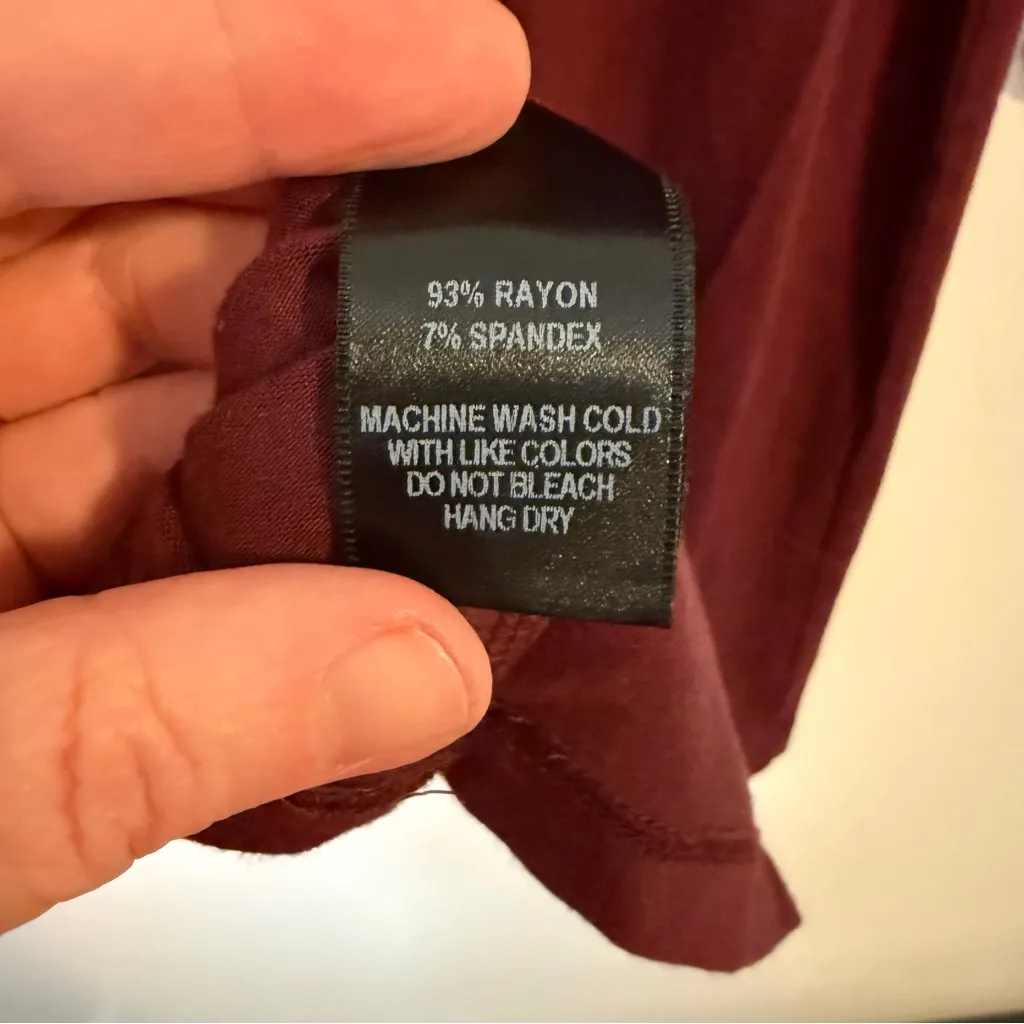 93% RAYON
7% SPANDEX
MACHINE WASH COLD
WITH LIKE COLORS
DO NOT BLEACH
HANG DRY